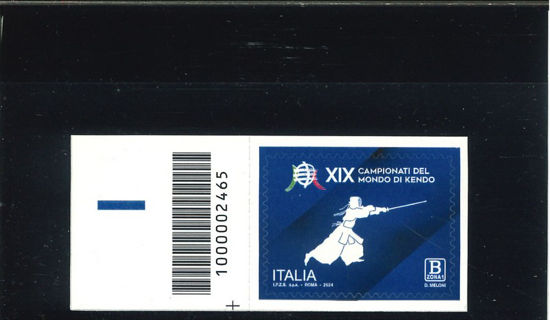 1000002465
XIX CAMPIONATI DEL
MONDO DI KENDO
ITALIA
I.P.Z.S. S.p.A. - ROMA - 2024
B
ZONA 1
D. MELONI